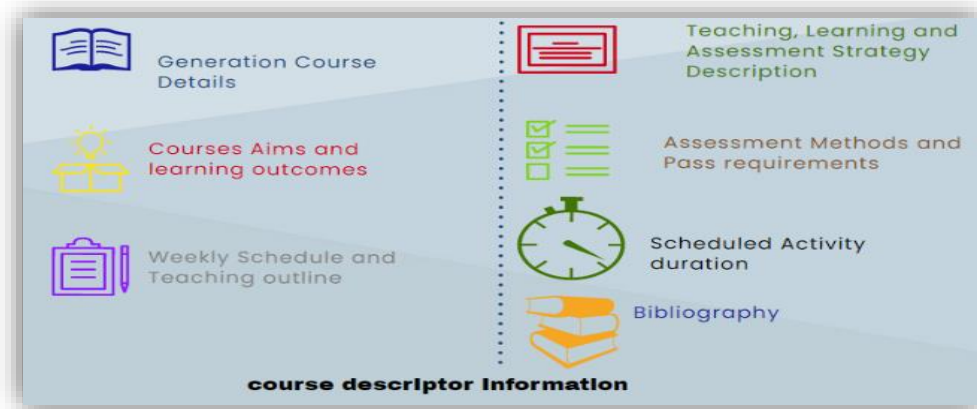 Generation Course
Details
Courses Aims and
learning outcomes
Weekly Schedule and
Teaching outline
Teaching, Learning and
Assessment Strategy
Description
Assessment Methods and
Pass requirements
Scheduled Activity
duration
Bibliography
course descriptor information